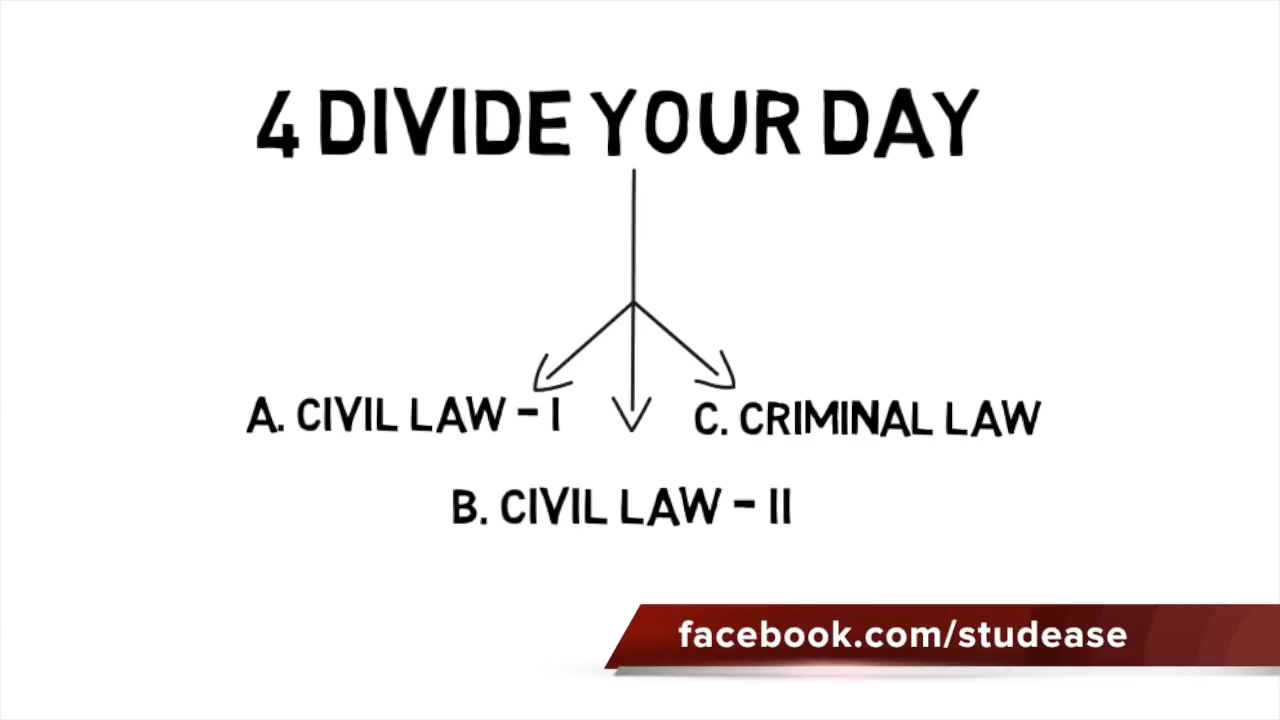 4 DIVIDE YOUR DAY
A. CIVIL LAW - I
C. CRIMINAL LAW
B. CIVIL LAW - II
facebook.com/studease